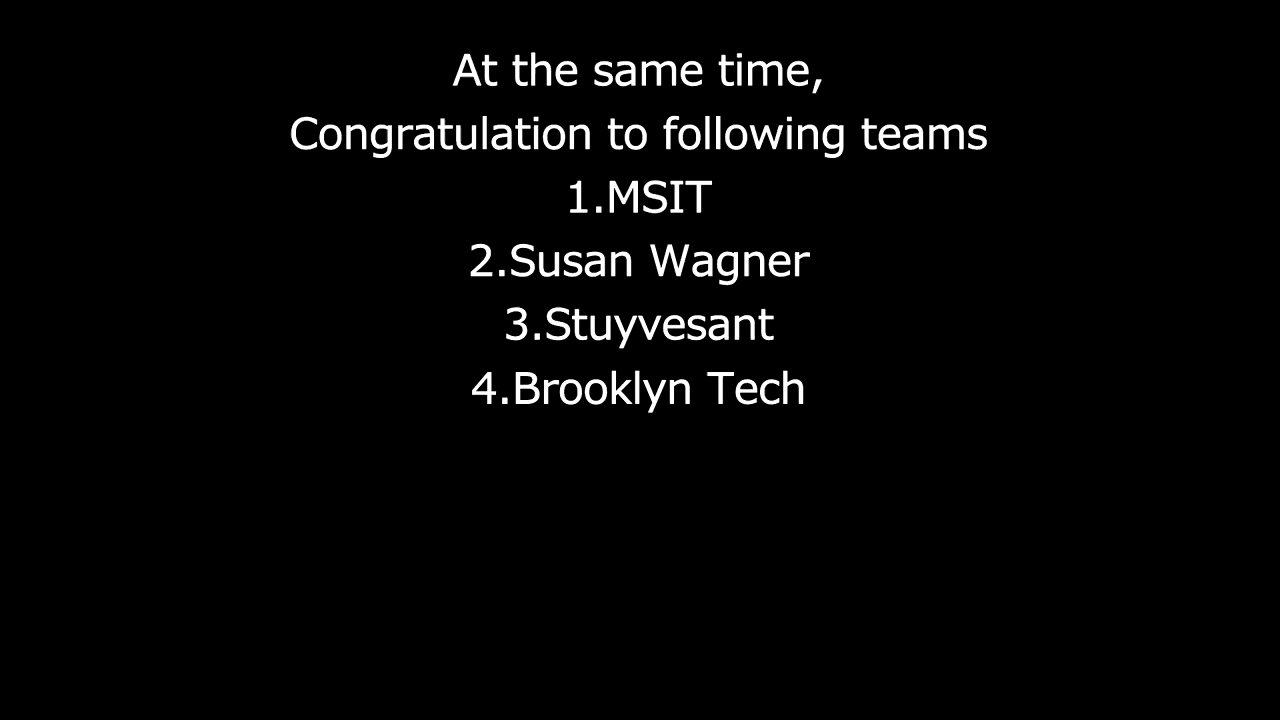 At the same time,
Congratulation to following teams
1.MSIT
2.Susan Wagner
3.Stuyvesant
4.Brooklyn Tech